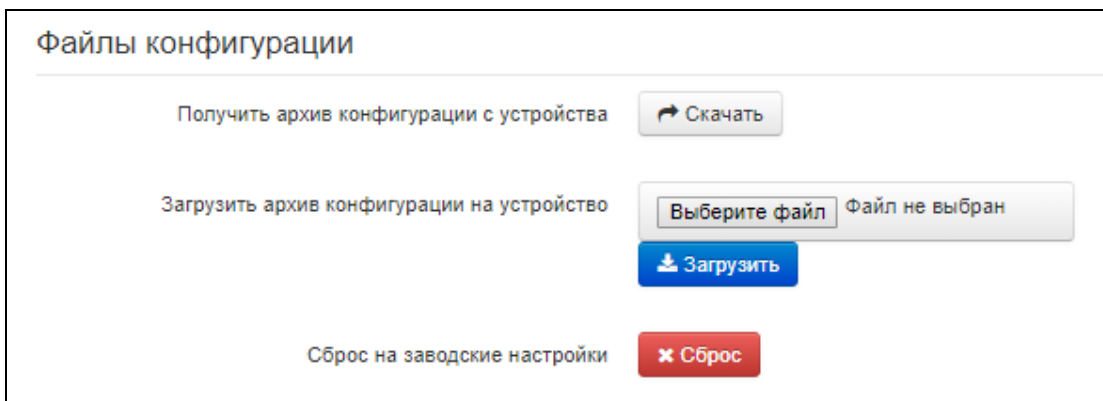 Файлы конфигурации
Получить архив конфигурации с устройства Скачать
Загрузить архив конфигурации на устройство Выберите файл Файл не выбран
Загрузить
Сброс на заводские настройки Сброс